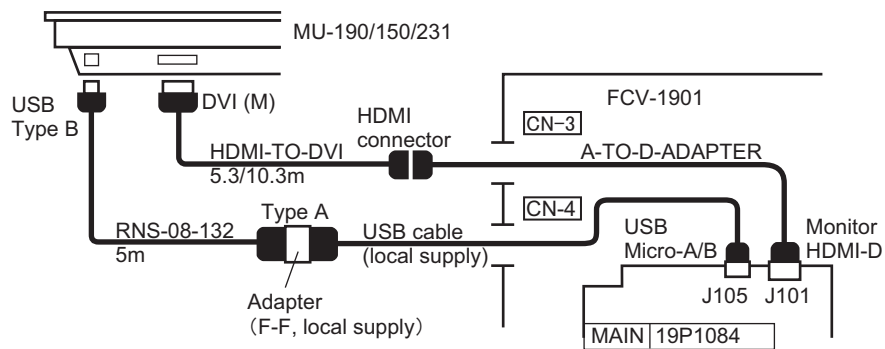 MU-190/150/231
USB
Type B
DVI (M)
HDMI
connector
FCV-1901
CN-3
HDMI-TO-DVI
5.3/10.3m
A-TO-D-ADAPTER
CN-4
Type A
RNS-08-132
5m
USB cable
(local supply)
USB
Micro-A/B
Monitor
HDMI-D
Adapter
(F-F, local supply)
J105
J101
MAIN
19P1084